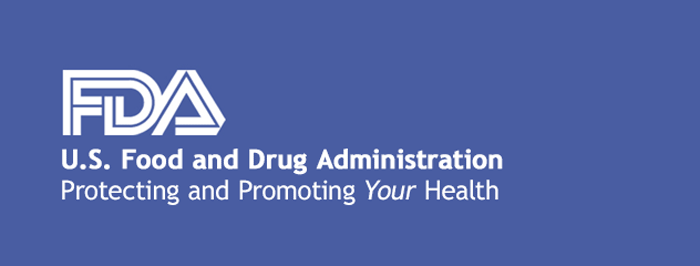 FDA
U.S. Food and Drug Administration
Protecting and Promoting Your Health